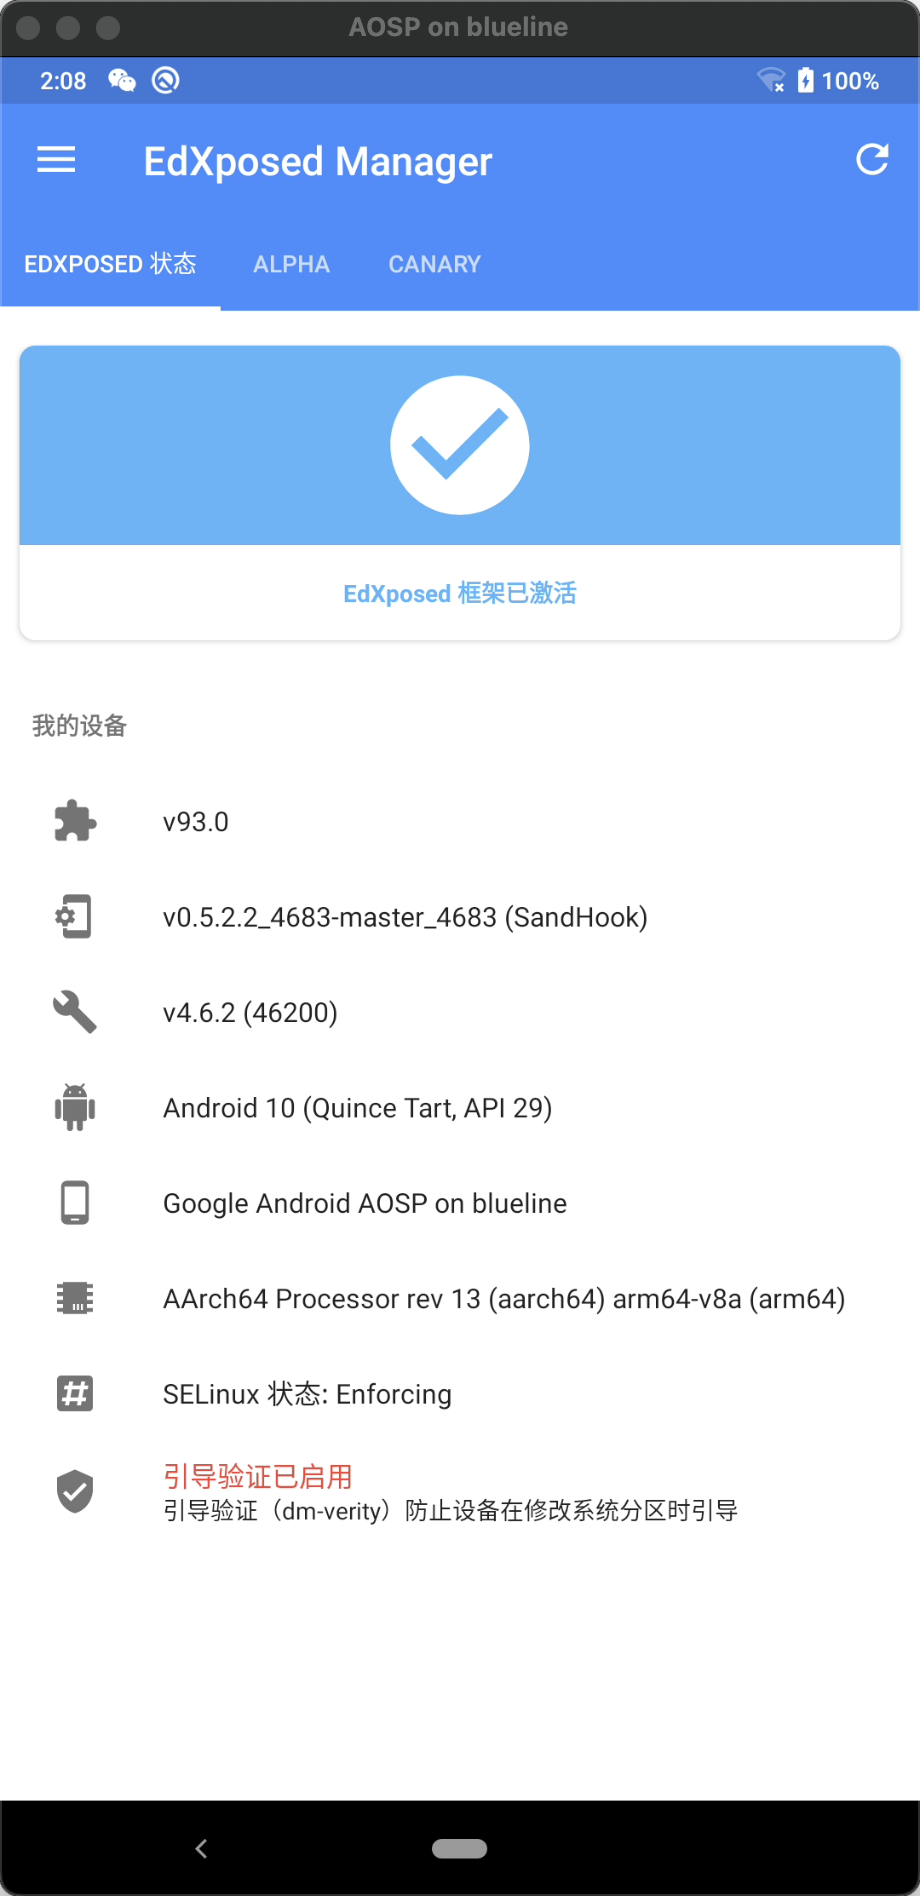 AOSP on blueline
2:08
100%
EdXposed Manager
EDXPOSED 状态
ALPHA
CANARY
EdXposed 框架已激活
我的设备
v93.0
v0.5.2.2_4683-master_4683 (SandHook)
v4.6.2 (46200)
Android 10 (Quince Tart, API 29)
Google Android AOSP on blueline
AArch64 Processor rev 13 (aarch64) arm64-v8a (arm64)
SELinux 状态: Enforcing
引导验证已启用
引导验证（dm-verity）防止设备在修改系统分区时引导